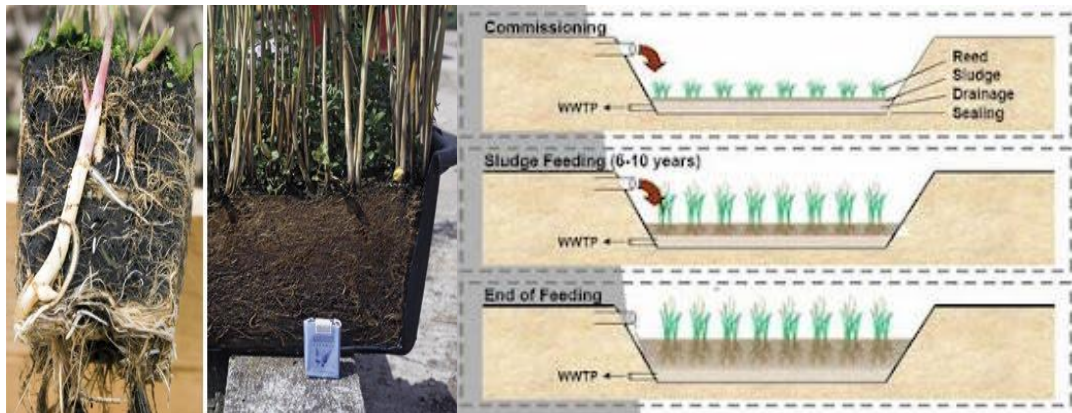 Commissioning
Reed
Sludge
Drainage
Sealing
WWTP
Sludge Feeding (6-10 years)
WWTP
End of Feeding
WWTP